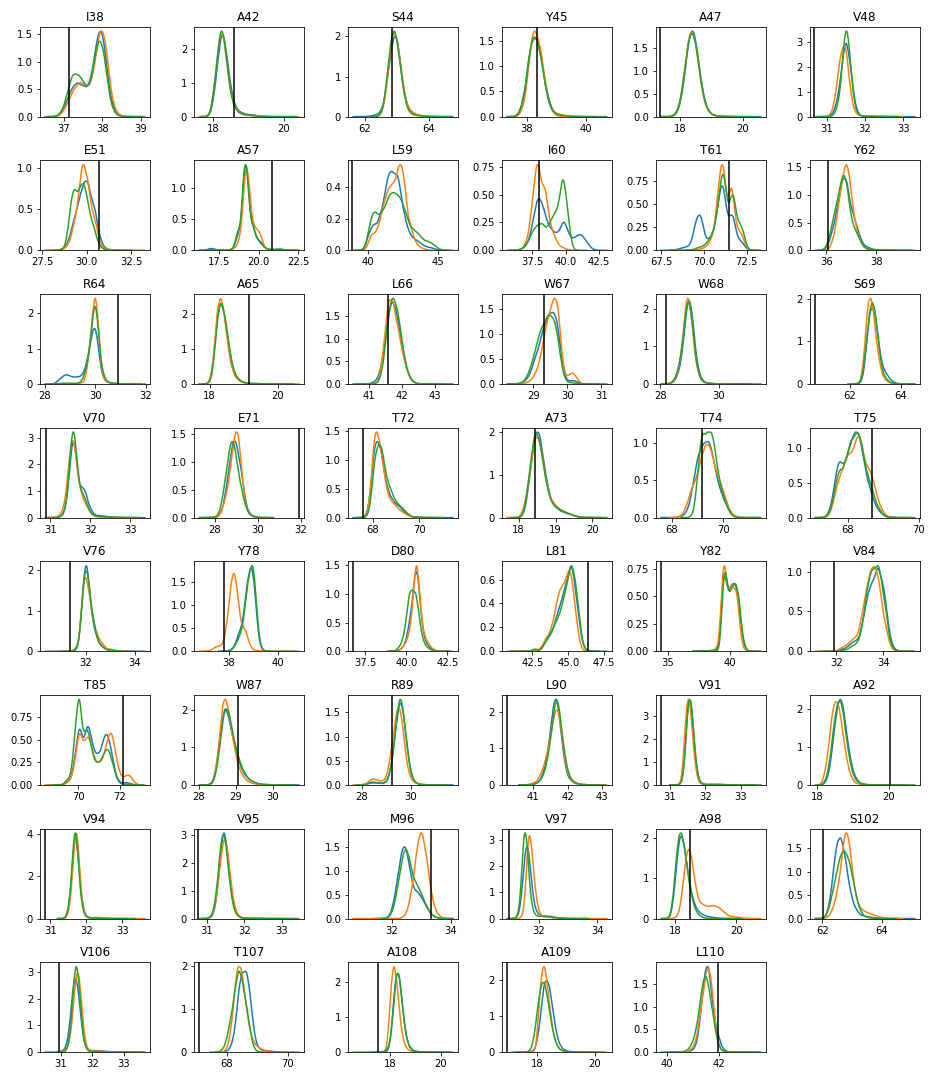 I38 A42 S44 Y45 A47 V48
1.5 1.0 0.5 0.0 2 1 0 2 1 0 1.5 1.0 0.5 0.0 1.5 1.0 0.5 0.0 3 2 1 0
37 38 39 18 20 62 64 38 40 18 20 31 32 33
E51 A57 L59 I60 T61 Y62
1.0 0.5 0.0 1.0 0.5 0.0 0.4 0.2 0.0 0.75 0.50 0.25 0.00 0.75 0.50 0.25 0.00 1.5 1.0 0.5 0.0
27.5 30.0 32.5 17.5 20.0 22.5 40 45 37.5 40.0 42.5 67.5 70.0 72.5 36 38
R64 A65 L66 W67 W68 S69
2 1 0 2 1 0 1.5 1.0 0.5 0.0 1.5 1.0 0.5 0.0 2 1 0 2 1 0
28 30 32 18 20 41 42 43 29 30 31 28 30 62 64
V70 E71 T72 A73 T74 T75
3 2 1 0 1.5 1.0 0.5 0.0 1.5 1.0 0.5 0.0 2 1 0 1.0 0.5 0.0 1.0 0.5 0.0
31 32 33 28 30 32 68 70 18 19 20 68 70 68 70
V76 Y78 D80 L81 Y82 V84
2 1 0 1.5 1.0 0.5 0.0 1.5 1.0 0.5 0.0 0.6 0.4 0.2 0.0 0.75 0.50 0.25 0.00 1.0 0.5 0.0
32 34 38 40 37.5 40.0 42.5 42.5 45.0 47.5 35 40 32 34
T85 W87 R89 L90 V91 A92
0.75 0.50 0.25 0.00 2 1 0 1.5 1.0 0.5 0.0 2 1 0 3 2 1 0 2 1 0
70 72 28 29 30 28 30 41 42 43 31 32 33 18 20
V94 V95 M96 V97 A98 S102
4 2 0 3 2 1 0 1.5 1.0 0.5 0.0 3 2 1 0 2 1 0 1.5 1.0 0.5 0.0
31 32 33 31 32 33 32 34 32 34 18 20 62 64
V106 T107 A108 A109 L110
3 2 1 0 2 1 0 2 1 0 2 1 0 1.5 1.0 0.5 0.0
31 32 33 68 70 18 20 18 20 40 42